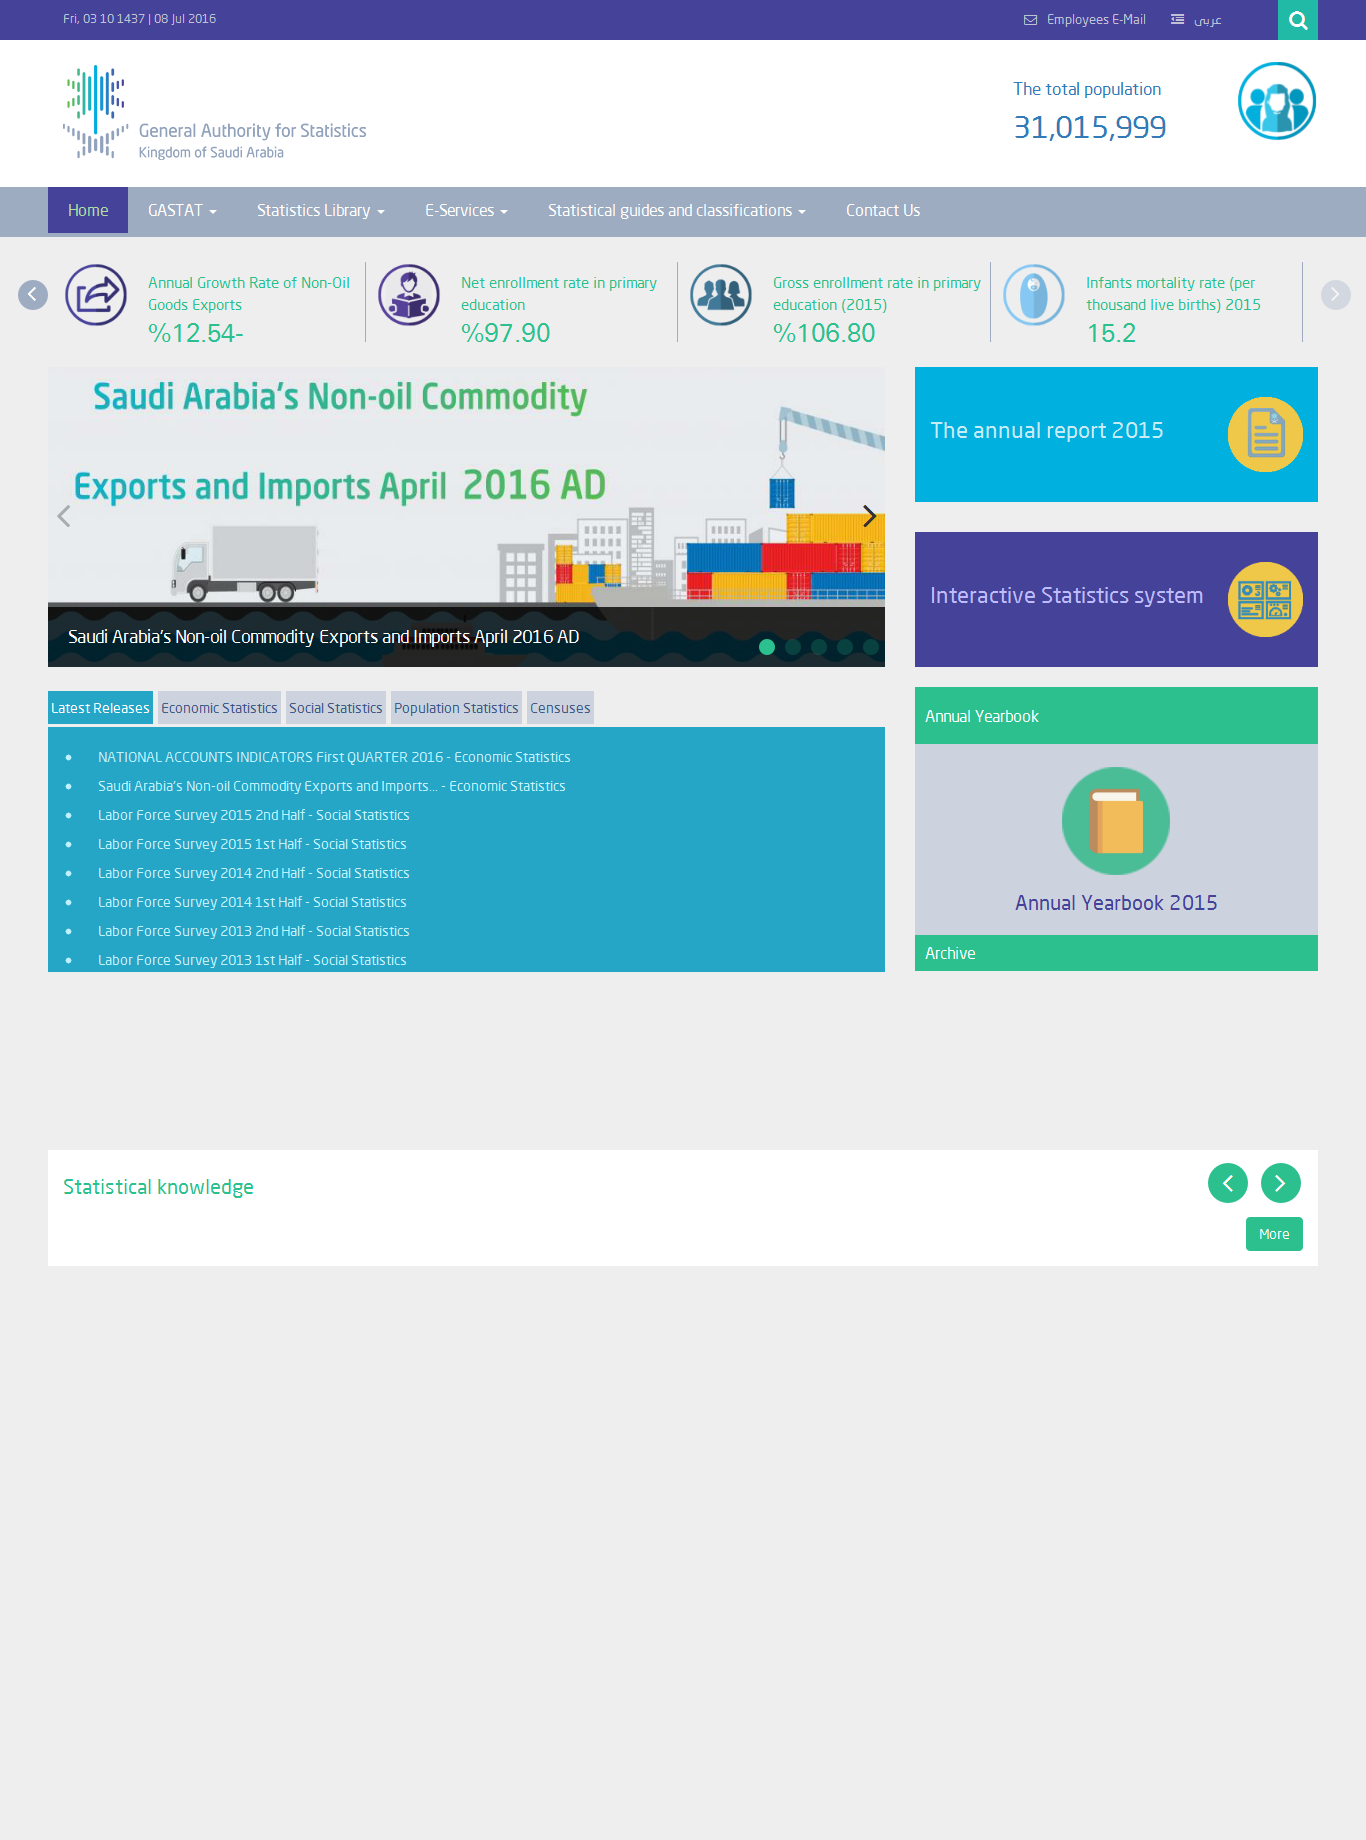 Fri, 03 10 1437 | 08 Jul 2016
Employees E-Mail
عربى
General Authority for Statistics
Kingdom of Saudi Arabia
The total population
31,015,999
Home
GASTAT
Statistics Library
E-Services
Statistical guides and classifications
Contact Us
Annual Growth Rate of Non-Oil
Goods Exports
%12.54-
Net enrollment rate in primary
education
%97.90
Gross enrollment rate in primary
education (2015)
%106.80
Infants mortality rate (per
thousand live births) 2015
15.2
Saudi Arabia's Non-oil Commodity
Exports and Imports April 2016 AD
Saudi Arabia's Non-oil Commodity Exports and Imports April 2016 AD
The annual report 2015
Interactive Statistics system
Latest Releases
Economic Statistics
Social Statistics
Population Statistics
Censuses
NATIONAL ACCOUNTS INDICATORS First QUARTER 2016 - Economic Statistics
Saudi Arabia's Non-oil Commodity Exports and Imports... - Economic Statistics
Labor Force Survey 2015 2nd Half - Social Statistics
Labor Force Survey 2015 1st Half - Social Statistics
Labor Force Survey 2014 2nd Half - Social Statistics
Labor Force Survey 2014 1st Half - Social Statistics
Labor Force Survey 2013 2nd Half - Social Statistics
Labor Force Survey 2013 1st Half - Social Statistics
Annual Yearbook
Annual Yearbook 2015
Archive
Statistical knowledge
More